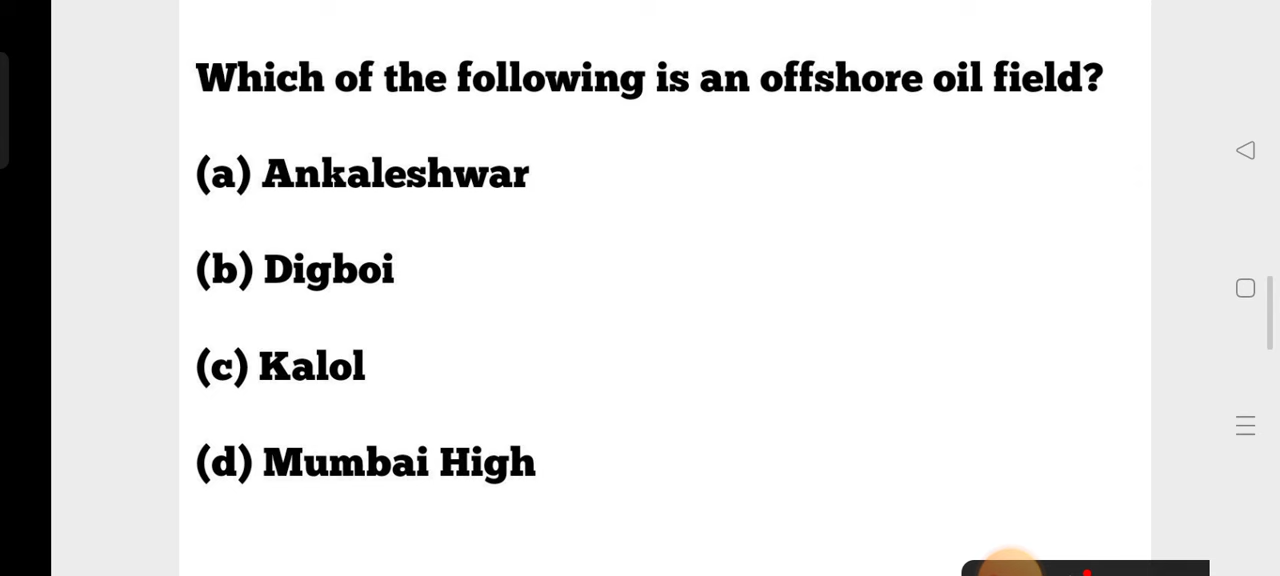 Which of the following is an offshore oil field?
(a) Ankaleshwar
(b) Digboi
(c) Kalol
(d) Mumbai High